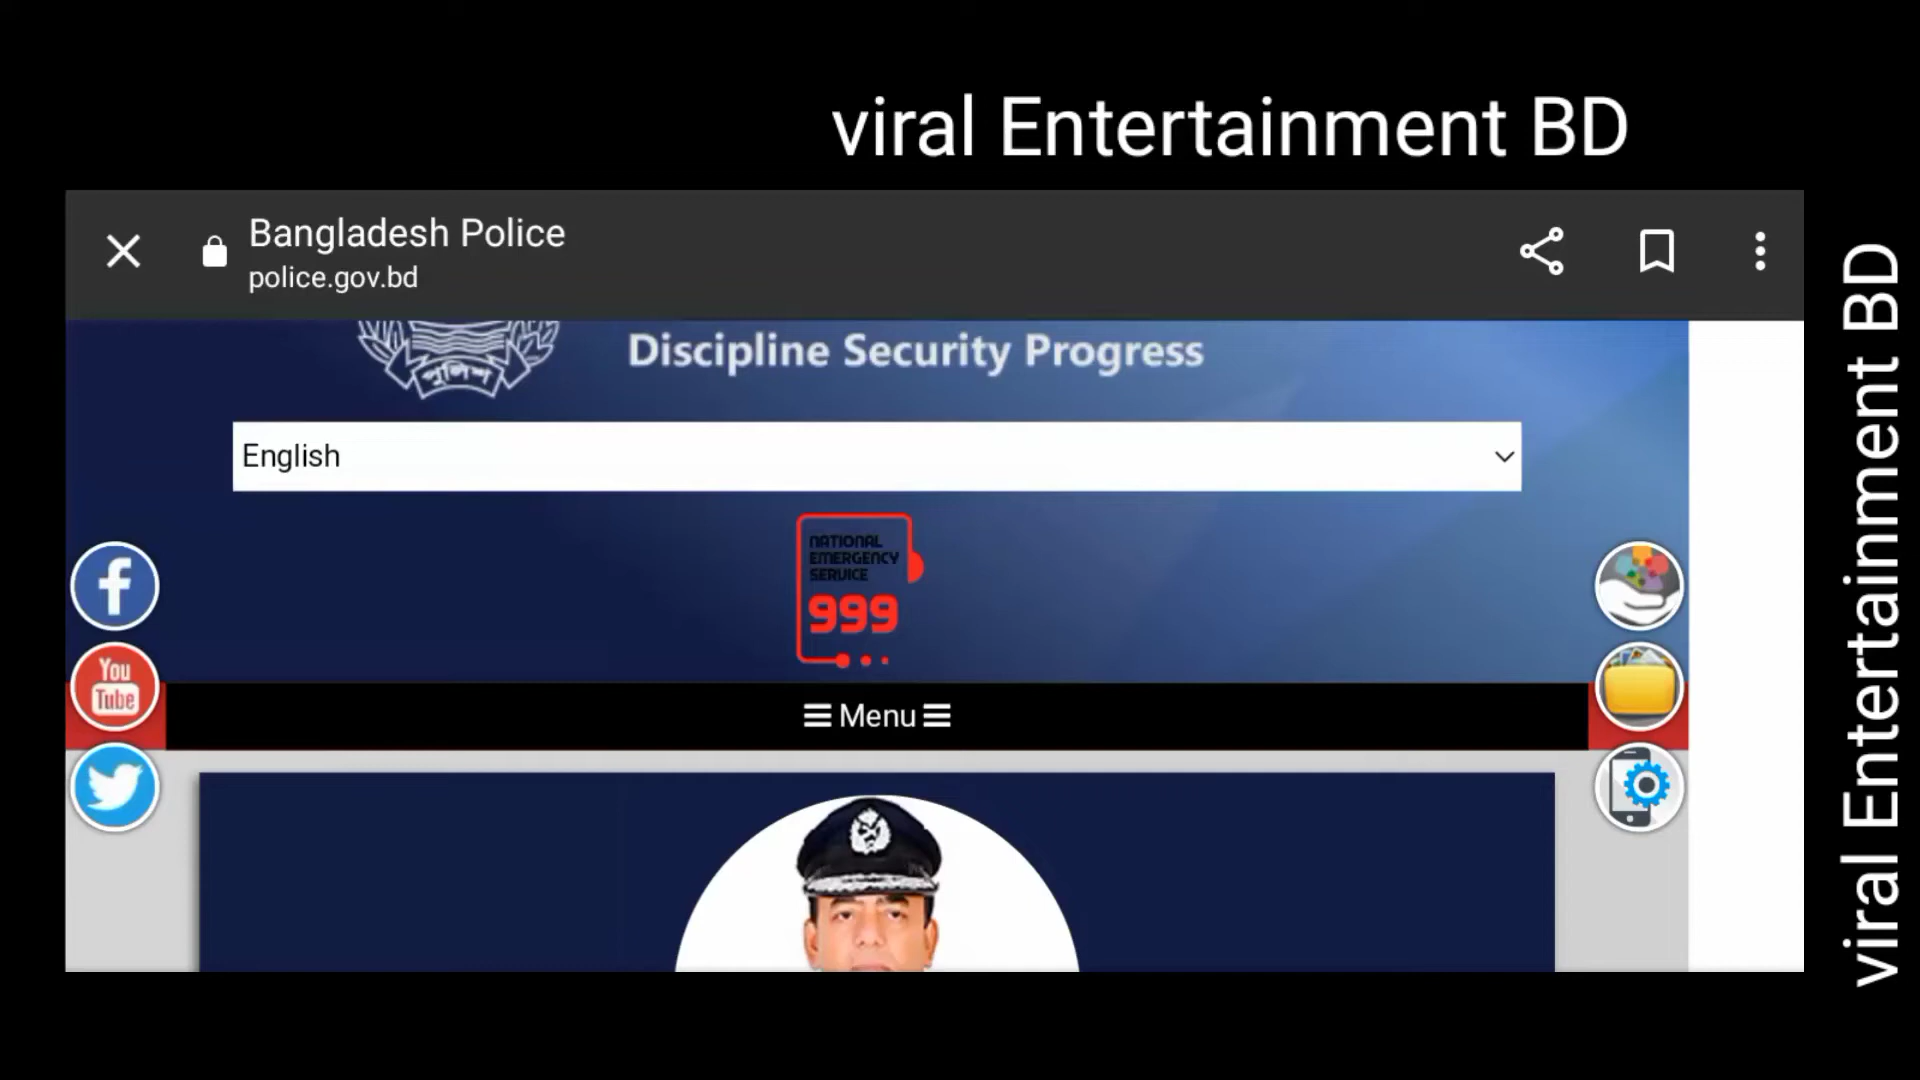 viral Entertainment BD
Bangladesh Police
police.gov.bd
Discipline Security Progress
পুলিশ
English
NATIONAL
EMERGENCY
SERVICE
999
Menu
You
Tube
viral Entertainment BD